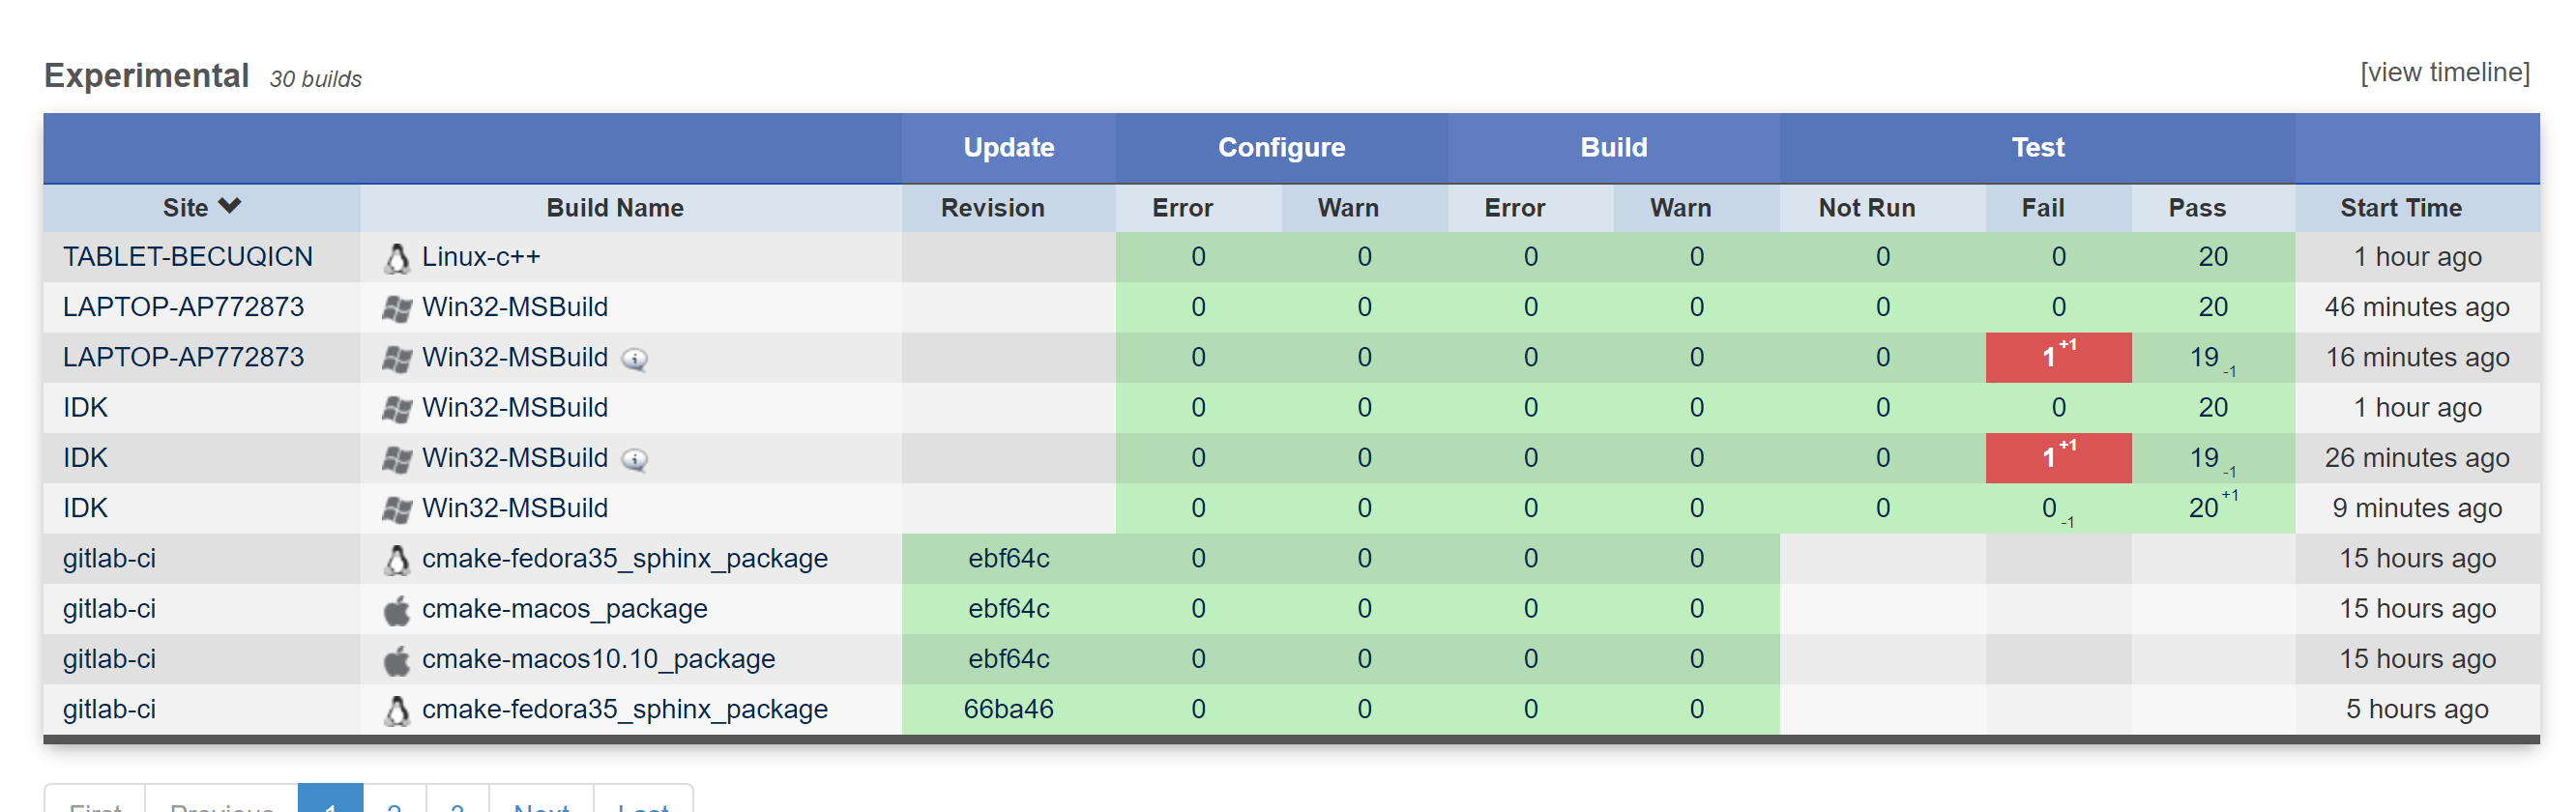 Experimental 30 builds [view timeline]
Update Configure Build Test
Site Build Name Revision Error Warn Error Warn Not Run Fail Pass Start Time
TABLET-BECUQICN Linux-c++ 0 0 0 0 0 0 20 1 hour ago
LAPTOP-AP772873 Win32-MSBuild 0 0 0 0 0 0 20 46 minutes ago
LAPTOP-AP772873 Win32-MSBuild 0 0 0 0 0 1 +1 19 -1 16 minutes ago
IDK Win32-MSBuild 0 0 0 0 0 0 20 1 hour ago
IDK Win32-MSBuild 0 0 0 0 0 1 +1 19 -1 26 minutes ago
IDK Win32-MSBuild 0 0 0 0 0 0 -1 20 +1 9 minutes ago
gitlab-ci cmake-fedora35_sphinx_package ebf64c 0 0 0 0 15 hours ago
gitlab-ci cmake-macos_package ebf64c 0 0 0 0 15 hours ago
gitlab-ci cmake-macos10.10_package ebf64c 0 0 0 0 15 hours ago
gitlab-ci cmake-fedora35_sphinx_package 66ba46 0 0 0 0 5 hours ago
First Previous 1 2 3 Next Last